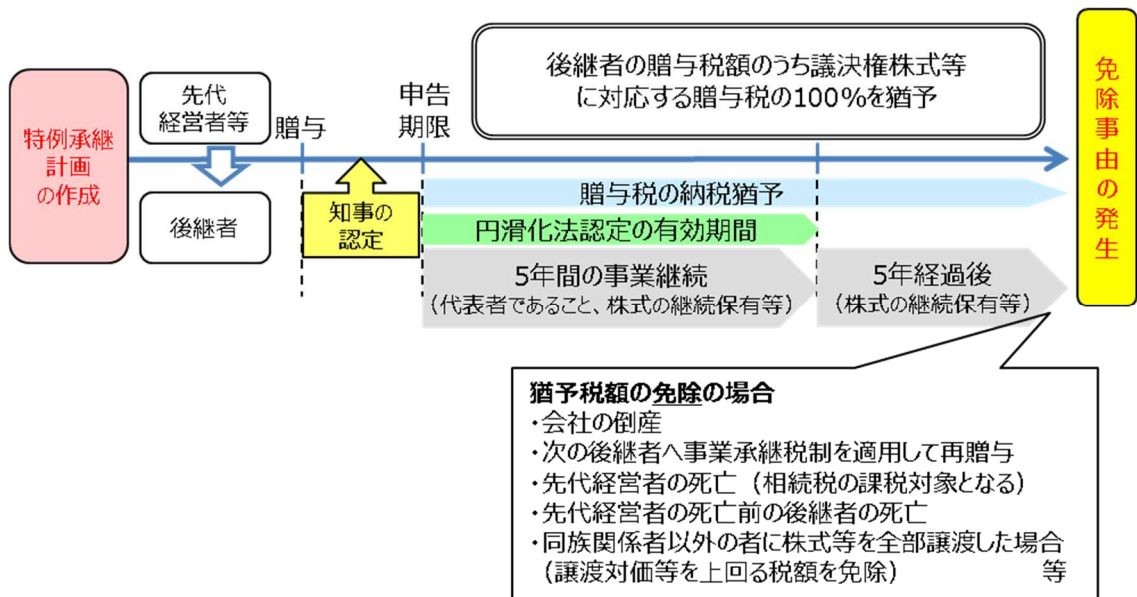 特例承継
計画
の作成
先代
経営者等
後継者
贈与
知事の
認定
申告
期限
後継者の贈与税額のうち議決権株式等
に対応する贈与税の100%を猶予
贈与税の納税猶予
円滑化法認定の有効期間
5年間の事業継続
（代表者であること、株式の継続保有等）
5年経過後
（株式の継続保有等）
免除事由の発生
猶予税額の免除の場合
・会社の倒産
・次の後継者へ事業承継税制を適用して再贈与
・先代経営者の死亡（相続税の課税対象となる）
・先代経営者の死亡前の後継者の死亡
・同族関係者以外の者に株式等を全部譲渡した場合
（譲渡対価等を上回る税額を免除） 等